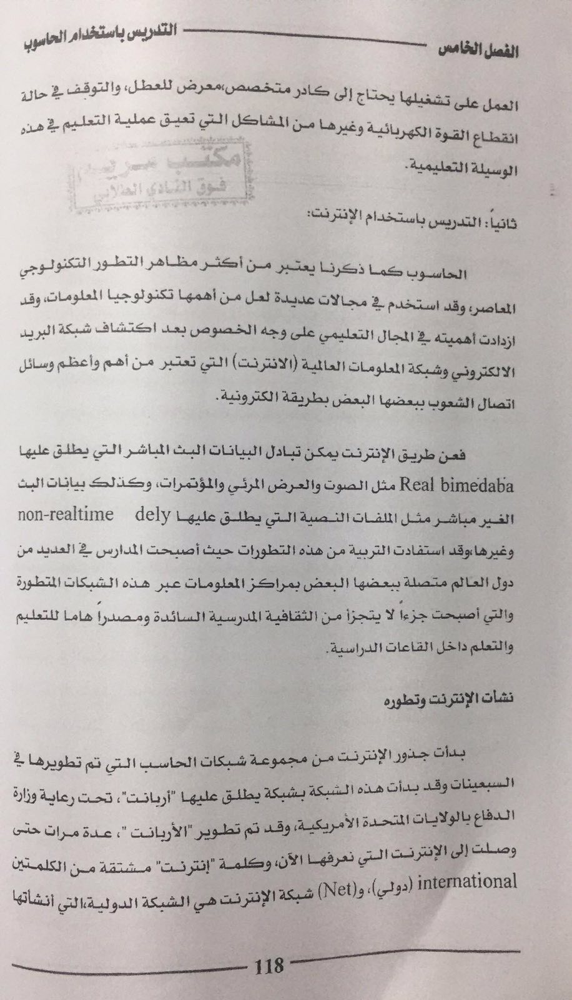 الفصل الخامس
التدريس باستخدام الحاسوب
العمل على تشغيلها يحتاج إلى كادر متخصص،معرض للعطل، والتوقف في حالة
انقطاع القوة الكهربائية وغيرها من المشاكل التي تعيق عملية التعليم في هذه
الوسيلة التعليمية.
مكتب
فوق النادي
ثانياً: التدريس باستخدام الإنترنت:
الحاسوب كما ذكرنا يعتبر من أكثر مظاهر التطور التكنولوجي
المعاصر، وقد استخدم في مجالات عديدة لعل من أهمها تكنولوجيا المعلومات، وقد
ازدادت أهميته في المجال التعليمي على وجه الخصوص بعد اكتشاف شبكة البريد
الالكتروني وشبكة المعلومات العالمية (الانترنت) التي تعتبر من أهم وأعظم وسائل
اتصال الشعوب ببعضها البعض بطريقة الكترونية.
فعن طريق الإنترنت يمكن تبادل البيانات البث المباشر التي يطلق عليها
Real bimedaba مثل الصوت والعرض المرئي والمؤتمرات، وكذلك بيانات البث
الغير مباشر مثل الملفات النصية التي يطلق عليها non-realtime dely
وغيرها،وقد استفادت التربية من هذه التطورات حيث أصبحت المدارس في العديد من
دول العالم متصلة ببعضها البعض بمراكز المعلومات عبر هذه الشبكات المتطورة
والتي أصبحت جزءاً لا يتجزأ من الثقافية المدرسية السائدة ومصدراً هاما للتعليم
والتعلم داخل القاعات الدراسية.
نشأت الإنترنت وتطوره
بدأت جذور الإنترنت من مجموعة شبكات الحاسب التي تم تطويرها في
السبعينات وقد بدأت هذه الشبكة بشبكة يطلق عليها "أربانت"، تحت رعاية وزارة
الدفاع بالولايات المتحدة الأمريكية، وقد تم تطوير "الأربانت "، عدة مرات حتى
وصلت إلى الإنترنت التي نعرفها الآن، وكلمة "إنترنت" مشتقة من الكلمتين
international (دولي)، و(Net) شبكة الإنترنت هي الشبكة الدولية،التي أنشأتها
118